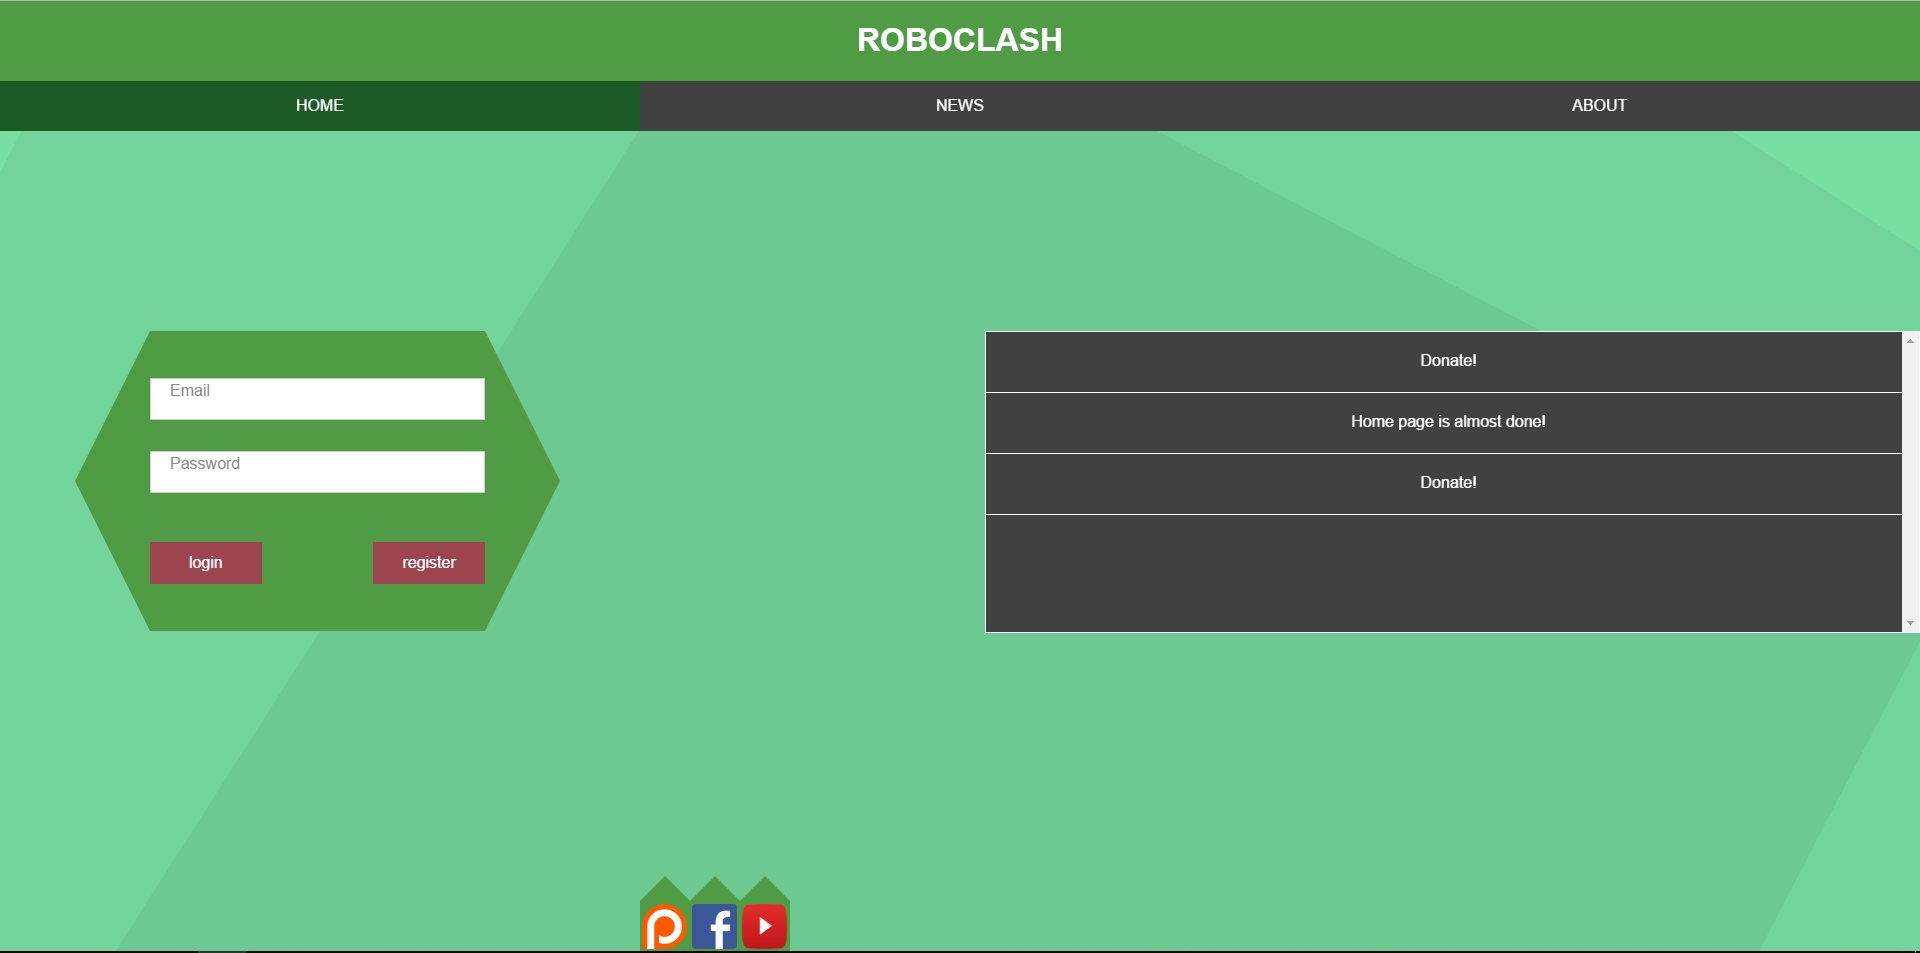 ROBOCLASH
HOME
NEWS
ABOUT
Email
Password
login
register
Donate!
Home page is almost done!
Donate!